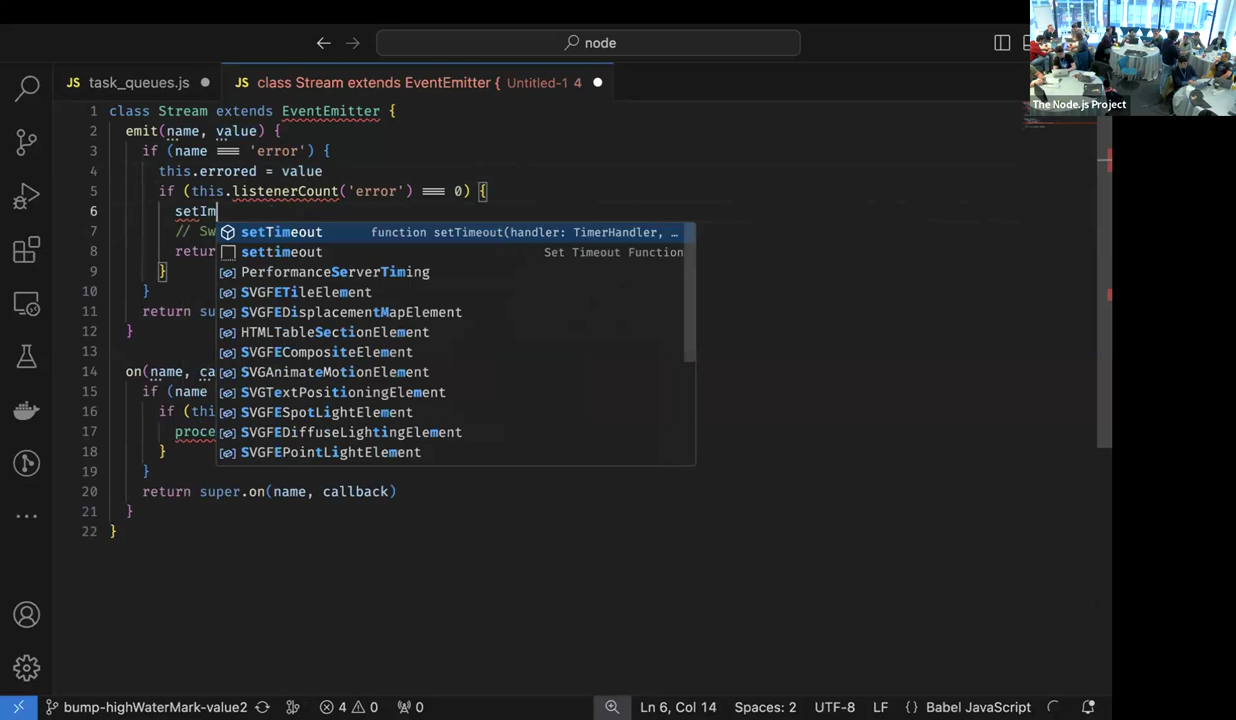 node
The Node.js Project
JS task_queues.js
JS class Stream extends EventEmitter { Untitled-1 4
1 class Stream extends EventEmitter {
2 emit(name, value) {
3 if (name === 'error') {
4 this.errored = value
5 if (this.listenerCount('error') === 0) {
6 setIm
7 // Sw
8 retur
9 }
10 }
11 return su
12 }
13
14 on(name, ca
15 if (name
16 if (thi
17 proce
18 }
19 }
20 return super.on(name, callback)
21 }
22 }
setTimeout function setTimeout(handler: TimerHandler, …
settimeout Set Timeout Function
PerformanceServerTiming
SVGFETileElement
SVGFEDisplacementMapElement
HTMLTableSectionElement
SVGFECompositeElement
SVGAnimateMotionElement
SVGTextPositioningElement
SVGFESpotLightElement
SVGFEDiffuseLightingElement
SVGFEPointLightElement
bump-highWaterMark-value2 4 0 0 Ln 6, Col 14 Spaces: 2 UTF-8 LF {} Babel JavaScript